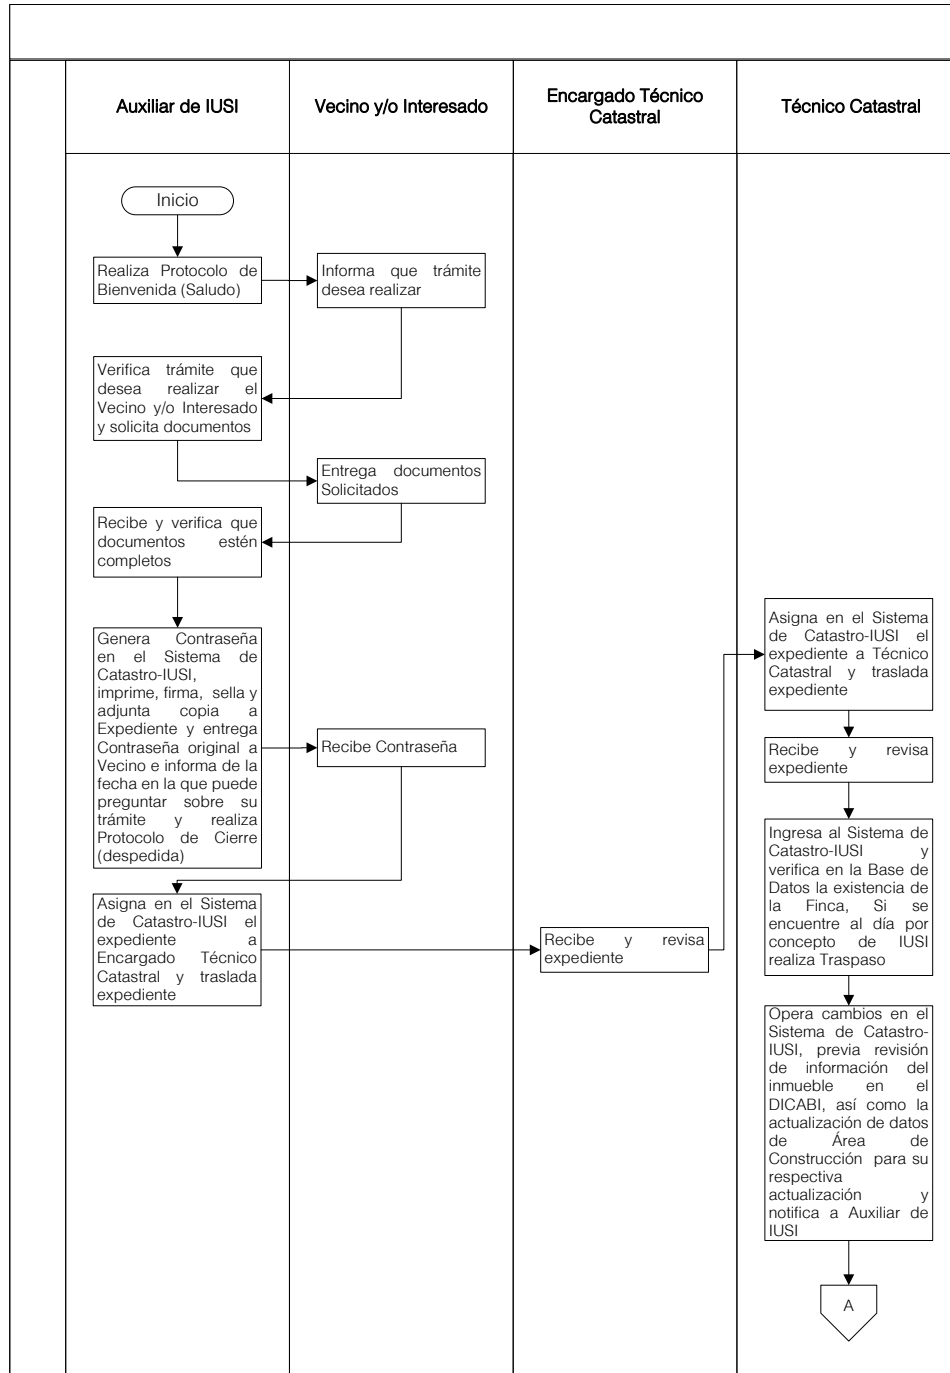 Auxiliar de IUSI
Vecino y/o Interesado
Encargado Técnico
Catastral
Técnico Catastral
Inicio
Realiza Protocolo de
Bienvenida (Saludo)
Informa que trámite
desea realizar
Verifica trámite que
desea realizar el
Vecino y/o Interesado
y solicita documentos
Entrega documentos
Solicitados
Recibe y verifica que
documentos estén
completos
Genera Contraseña
en el Sistema de
Catastro-IUSI,
imprime, firma, sella y
adjunta copia a
Expediente y entrega
Contraseña original a
Vecino e informa de la
fecha en la que puede
preguntar sobre su
trámite y realiza
Protocolo de Cierre
(despedida)
Recibe Contraseña
Asigna en el Sistema
de Catastro-IUSI el
expediente a
Encargado Técnico
Catastral y traslada
expediente
Recibe y revisa
expediente
Asigna en el Sistema
de Catastro-IUSI el
expediente a Técnico
Catastral y traslada
expediente
Recibe y revisa
expediente
Ingresa al Sistema de
Catastro-IUSI y
verifica en la Base de
Datos la existencia de
la Finca, Si se
encuentre al día por
concepto de IUSI
realiza Traspaso
Opera cambios en el
Sistema de Catastro-
IUSI, previa revisión
de información del
inmueble en el
DICABI, así como la
actualización de datos
de Área de
Construcción para su
respectiva
actualización y
notifica a Auxiliar de
IUSI
A